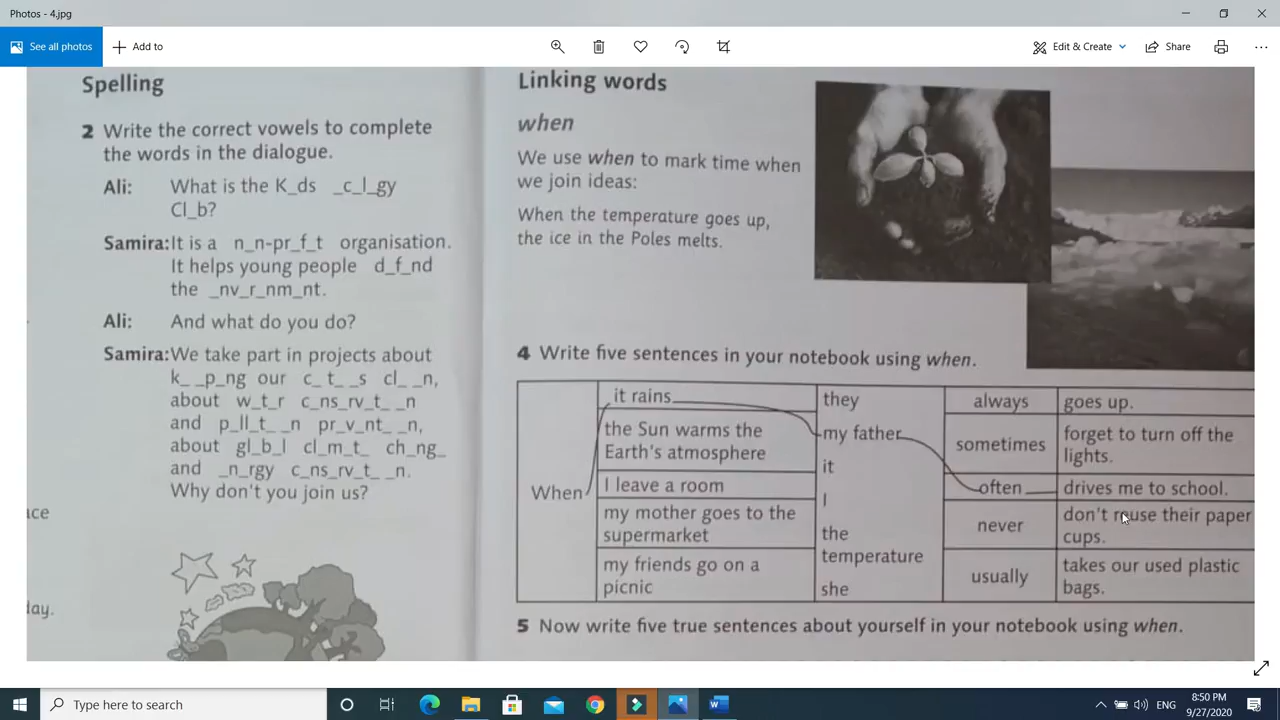 Photos - 4.jpg
See all photos
Add to
Edit & Create
Share
Spelling
2 Write the correct vowels to complete
the words in the dialogue.
Ali: What is the K_ds _c_l_gy
Cl_b?
Samira: It is a n_n-pr_f_t organisation.
It helps young people d_f_nd
the _nv_r_nm_nt.
Ali: And what do you do?
Samira: We take part in projects about
k_ _p_ng our c_ t_ _s cl_ _n,
about w_t_r c_ns_rv_t_ _n
and p_ll_t_ _n pr_v_nt_ _n,
about gl_b_l cl_m_t_ ch_ng_
and _n_rgy c_ns_rv_t_ _n.
Why don't you join us?
ace
day.
Linking words
when
We use when to mark time when
we join ideas:
When the temperature goes up,
the ice in the Poles melts.
4 Write five sentences in your notebook using when.
When
it rains
the Sun warms the
Earth's atmosphere
I leave a room
my mother goes to the
supermarket
my friends go on a
picnic
they
my father
it
I
the
temperature
she
always
sometimes
often
never
usually
goes up.
forget to turn off the
lights.
drives me to school.
don't reuse their paper
cups.
takes our used plastic
bags.
5 Now write five true sentences about yourself in your notebook using when.
Type here to search
ENG
8:50 PM
9/27/2020